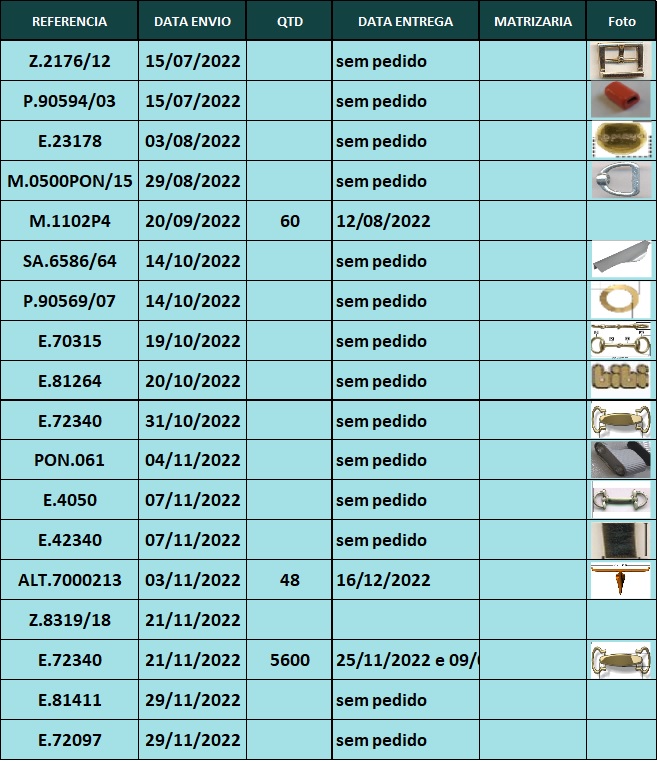 REFERENCIA DATA ENVIO QTD DATA ENTREGA MATRIZARIA Foto
Z.2176/12 15/07/2022 sem pedido
P.90594/03 15/07/2022 sem pedido
E.23178 03/08/2022 sem pedido
M.0500PON/15 29/08/2022 sem pedido
M.1102P4 20/09/2022 60 12/08/2022
SA.6586/64 14/10/2022 sem pedido
P.90569/07 14/10/2022 sem pedido
E.70315 19/10/2022 sem pedido
E.81264 20/10/2022 sem pedido bibi
E.72340 31/10/2022 sem pedido
PON.061 04/11/2022 sem pedido
E.4050 07/11/2022 sem pedido
E.42340 07/11/2022 sem pedido
ALT.7000213 03/11/2022 48 16/12/2022
Z.8319/18 21/11/2022
E.72340 21/11/2022 5600 25/11/2022 e
E.81411 29/11/2022 sem pedido
E.72097 29/11/2022 sem pedido